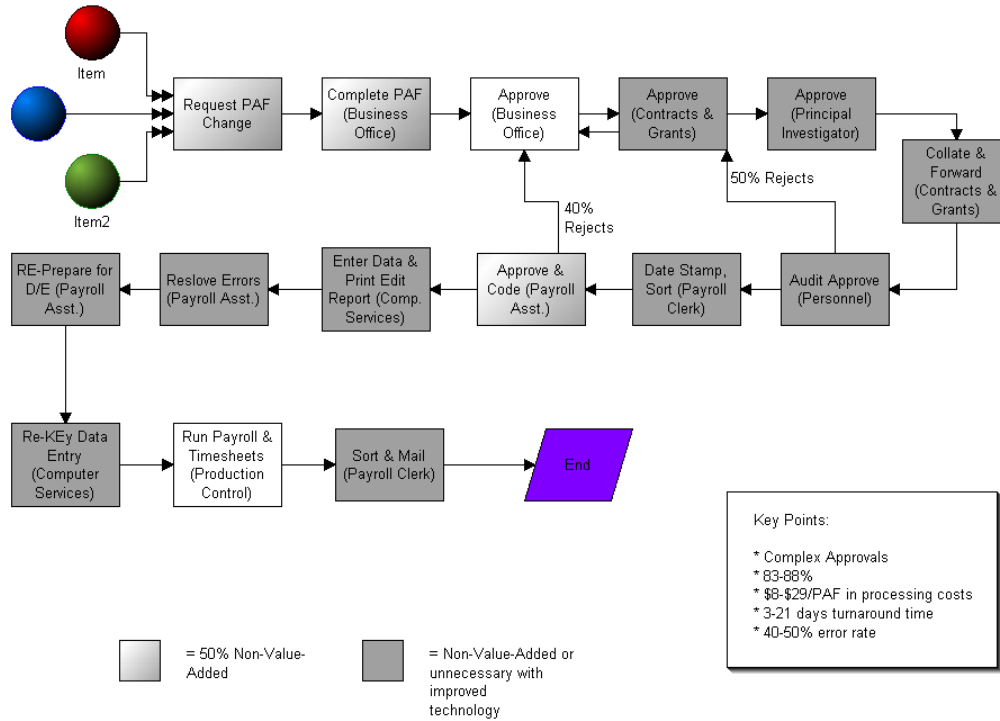 Item
Request PAF
Change
Complete PAF
(Business
Office)
Approve
(Business
Office)
Approve
(Contracts &
Grants)
Approve
(Principal
Investigator)
Item2
Collate &
Forward
(Contracts &
Grants)
50% Rejects
40%
Rejects
RE-Prepare for
D/E (Payroll
Asst.)
Reslove Errors
(Payroll Asst.)
Enter Data &
Print Edit
Report (Comp.
Services)
Approve &
Code (Payroll
Asst.)
Date Stamp,
Sort (Payroll
Clerk)
Audit Approve
(Personnel)
Re-KEy Data
Entry
(Computer
Services)
Run Payroll &
Timesheets
(Production
Control)
Sort & Mail
(Payroll Clerk)
End
Key Points:
* Complex Approvals
* 83-88%
* $8-$29/PAF in processing costs
* 3-21 days turnaround time
* 40-50% error rate
= 50% Non-Value-
Added
= Non-Value-Added or
unnecessary with
improved
technology